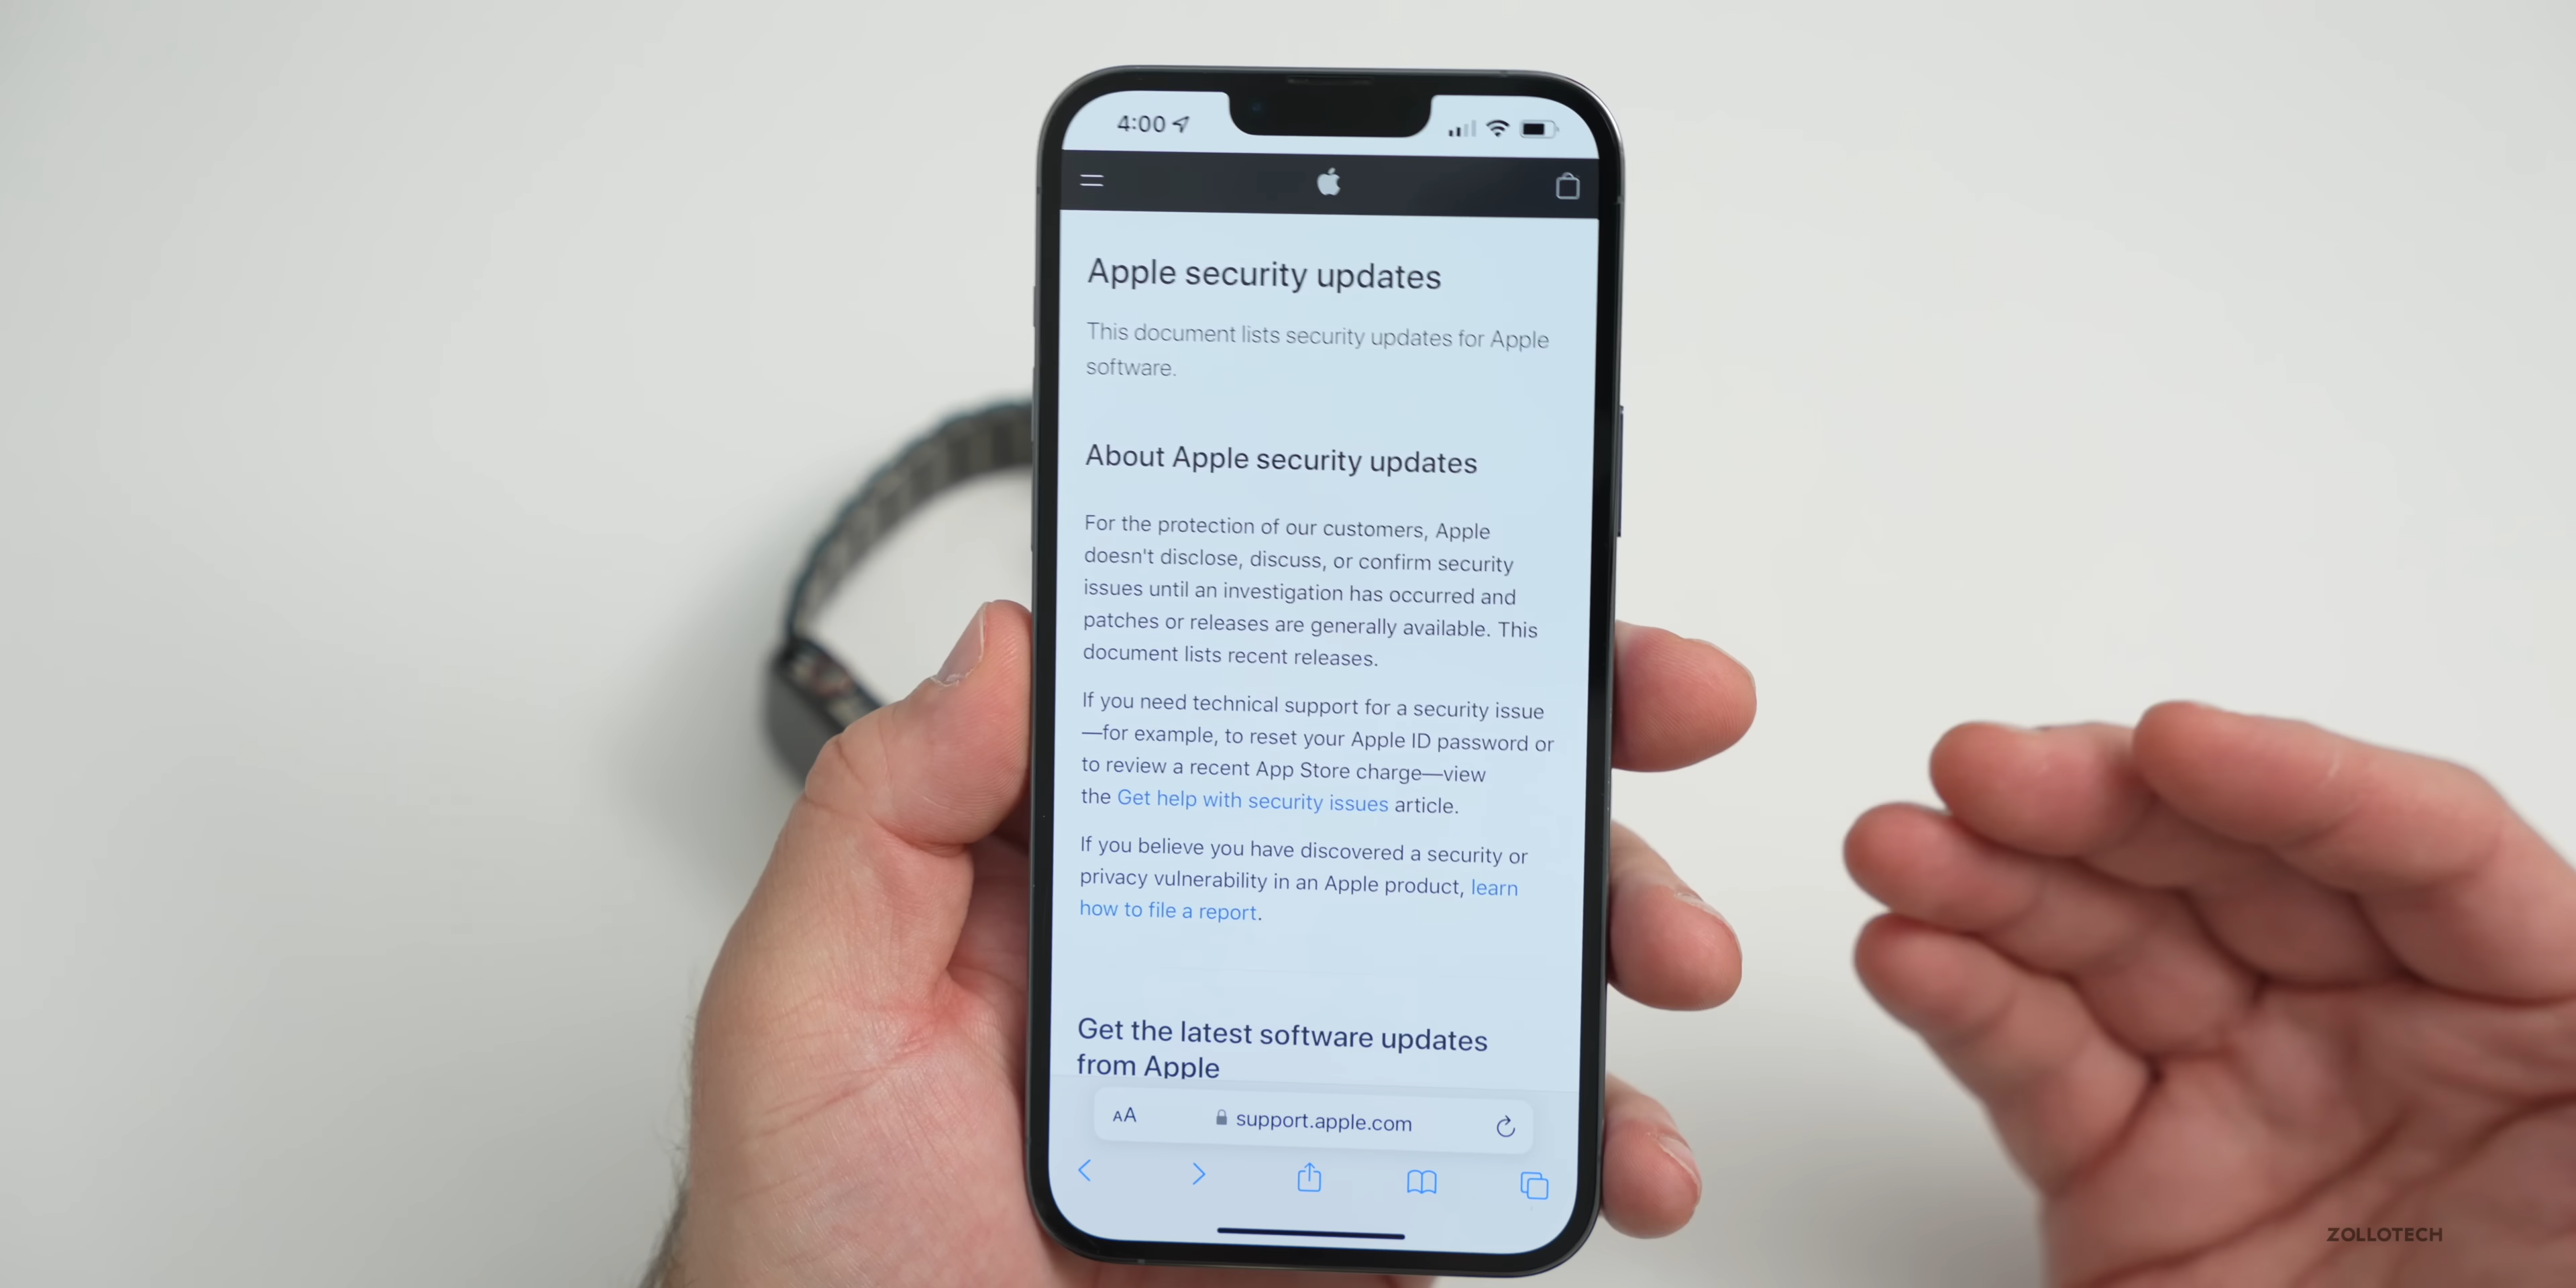 4:00
Apple security updates
This document lists security updates for Apple
software.
About Apple security updates
For the protection of our customers, Apple
doesn't disclose, discuss, or confirm security
issues until an investigation has occurred and
patches or releases are generally available. This
document lists recent releases.
If you need technical support for a security issue
—for example, to reset your Apple ID password or
to review a recent App Store charge—view
the Get help with security issues article.
If you believe you have discovered a security or
privacy vulnerability in an Apple product, learn
how to file a report.
Get the latest software updates
from Apple
AA support.apple.com
ZOLLOTECH